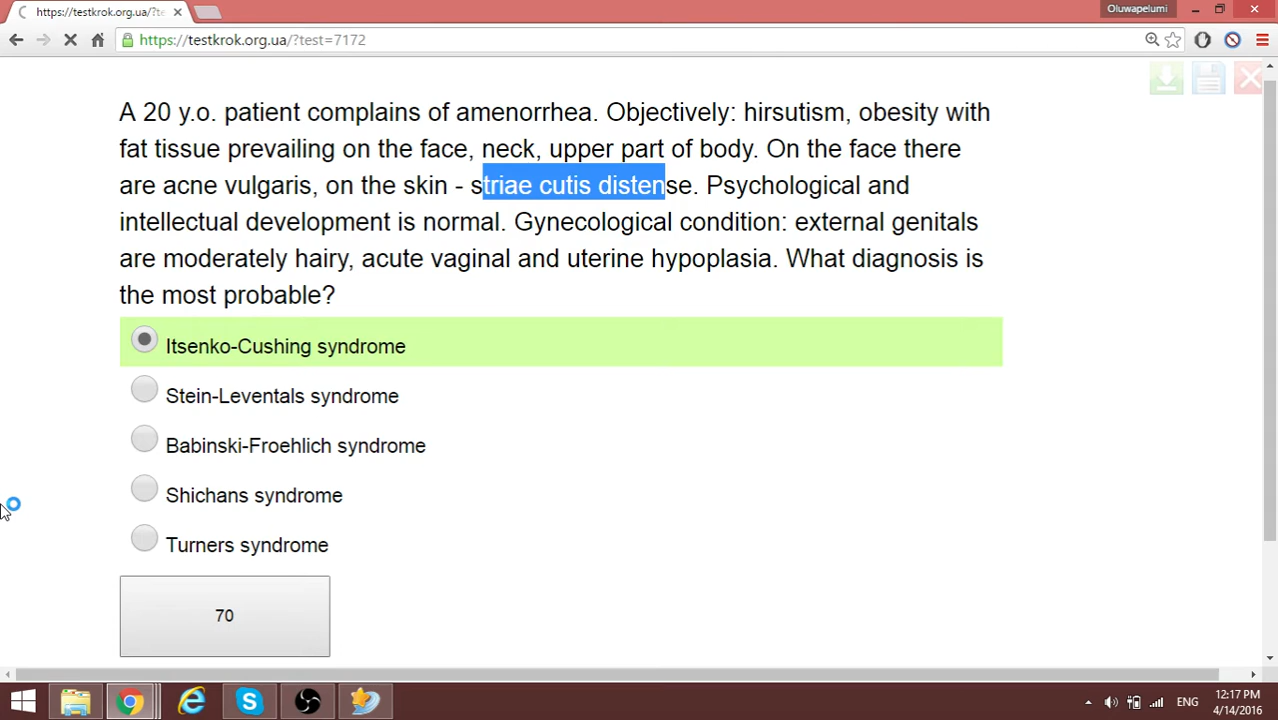 https://testkrok.org.ua/?te
Oluwapelumi
https://testkrok.org.ua/?test=7172
A 20 y.o. patient complains of amenorrhea. Objectively: hirsutism, obesity with
fat tissue prevailing on the face, neck, upper part of body. On the face there
are acne vulgaris, on the skin - striae cutis distense. Psychological and
intellectual development is normal. Gynecological condition: external genitals
are moderately hairy, acute vaginal and uterine hypoplasia. What diagnosis is
the most probable?
Itsenko-Cushing syndrome
Stein-Leventals syndrome
Babinski-Froehlich syndrome
Shichans syndrome
Turners syndrome
70
ENG
12:17 PM
4/14/2016